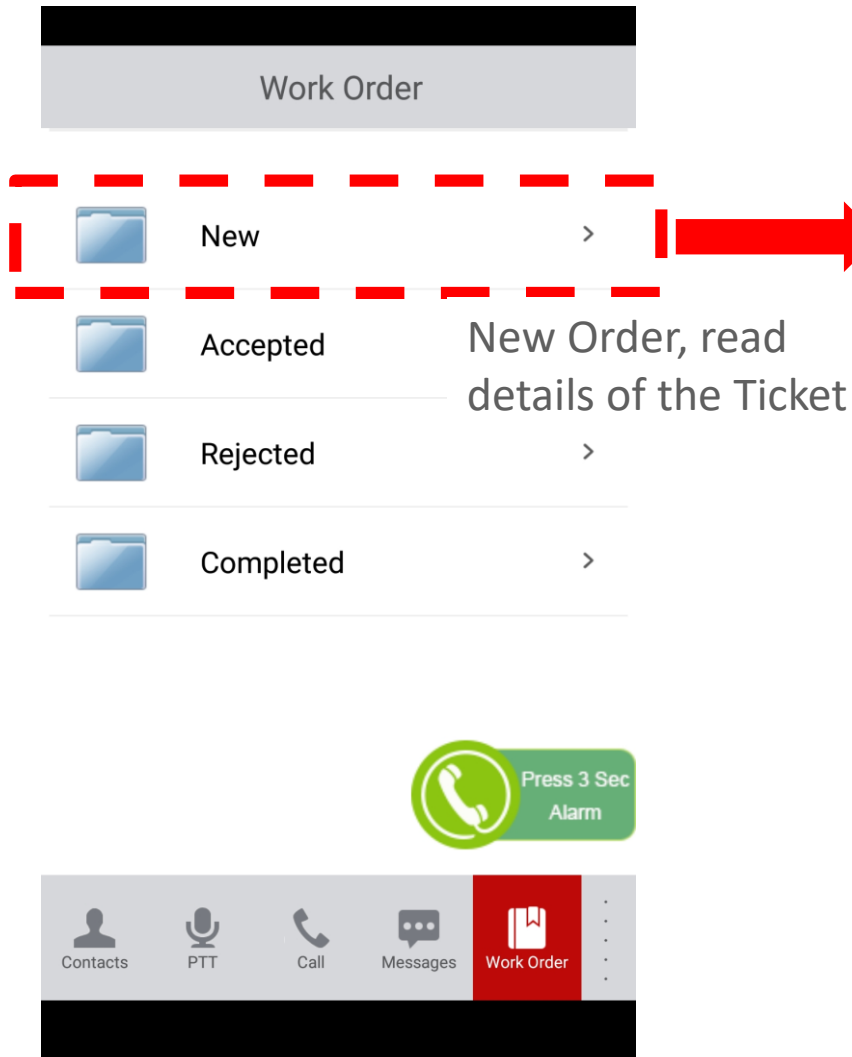 Work Order
New
Accepted
New Order, read
details of the Ticket
Rejected
Completed
Press 3 Sec
Alarm
Contacts
PTT
Call
Messages
Work Order